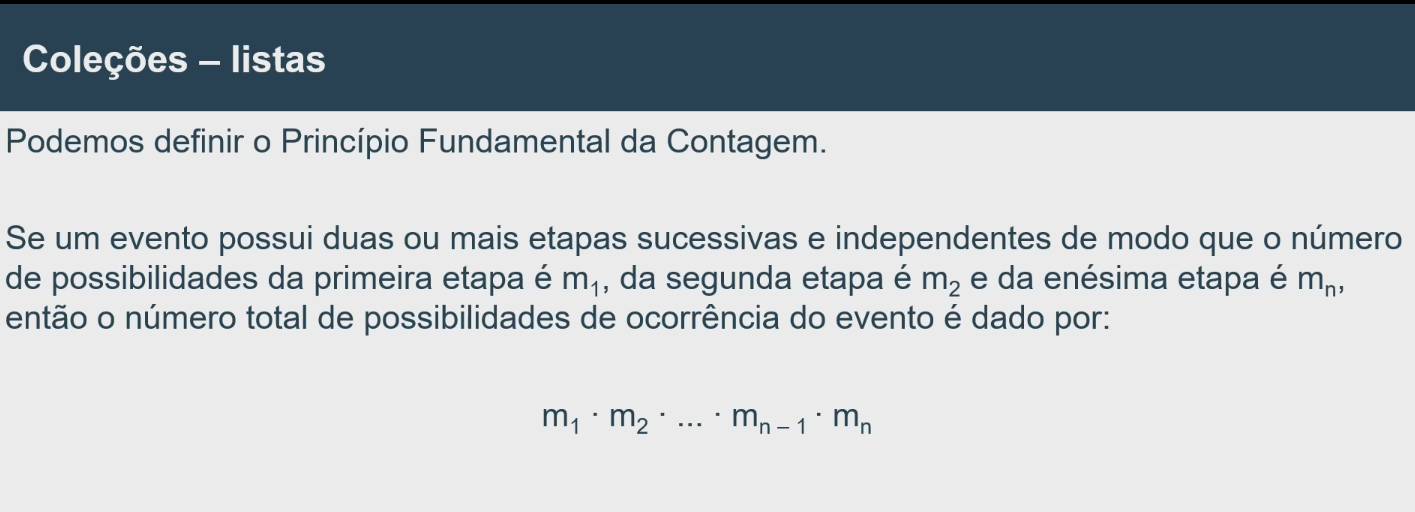 Coleções – listas
Podemos definir o Princípio Fundamental da Contagem.
Se um evento possui duas ou mais etapas sucessivas e independentes de modo que o número
de possibilidades da primeira etapa é m₁, da segunda etapa é m₂ e da enésima etapa é mₙ,
então o número total de possibilidades de ocorrência do evento é dado por:
m₁ · m₂ · ... · mₙ₋₁ · mₙ